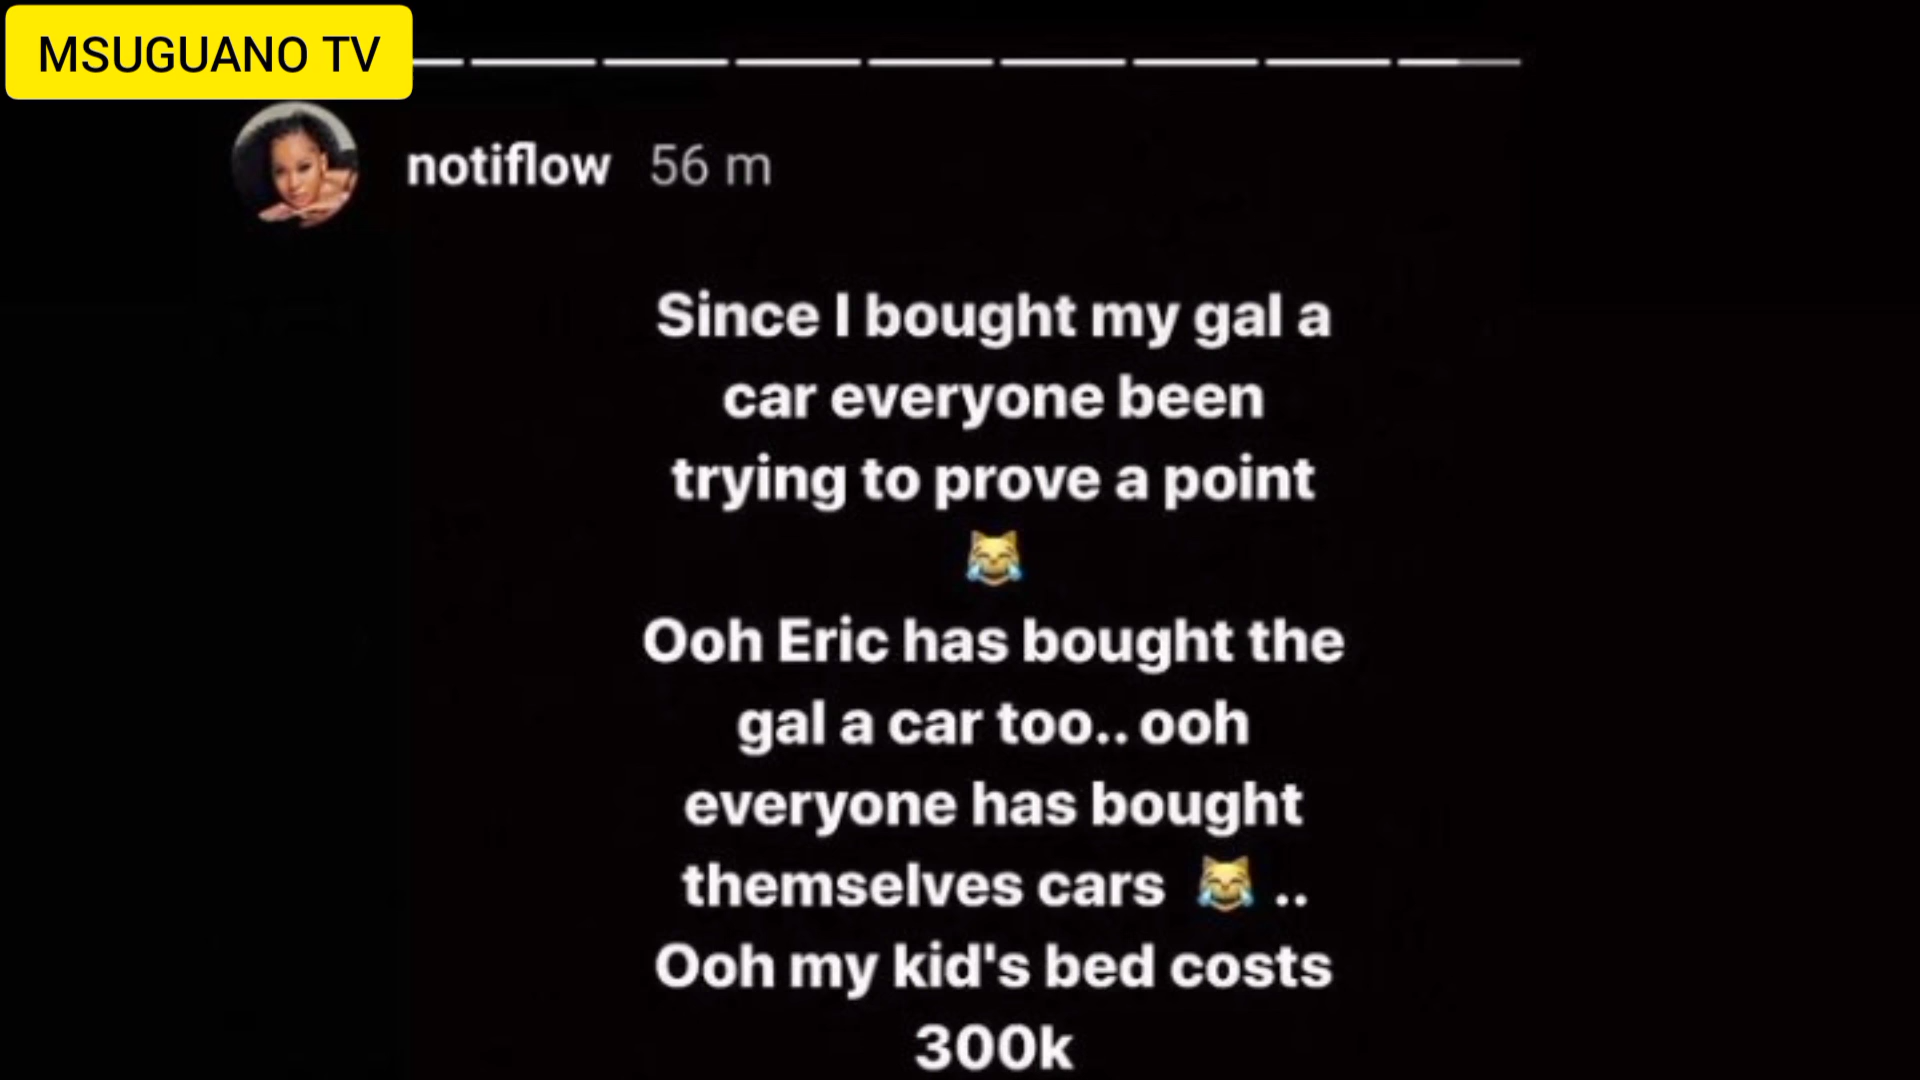 MSUGUANO TV
notiflow 56 m
Since I bought my gal a
car everyone been
trying to prove a point
😹
Ooh Eric has bought the
gal a car too.. ooh
everyone has bought
themselves cars 😹 ..
Ooh my kid's bed costs
300k